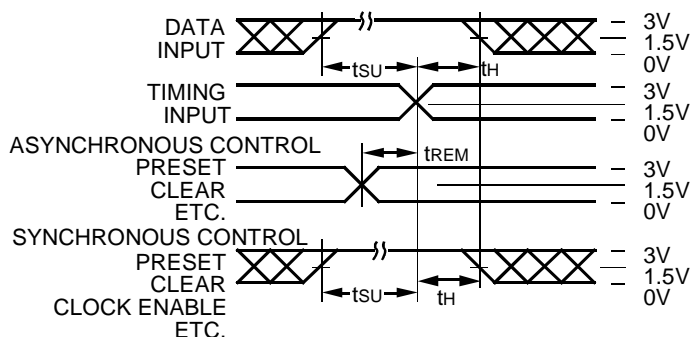 DATA
INPUT
3V
1.5V
0V
tSU
tH
TIMING
INPUT
3V
1.5V
0V
ASYNCHRONOUS CONTROL
PRESET
CLEAR
ETC.
tREM
3V
1.5V
0V
SYNCHRONOUS CONTROL
PRESET
CLEAR
CLOCK ENABLE
ETC.
tSU
tH
3V
1.5V
0V